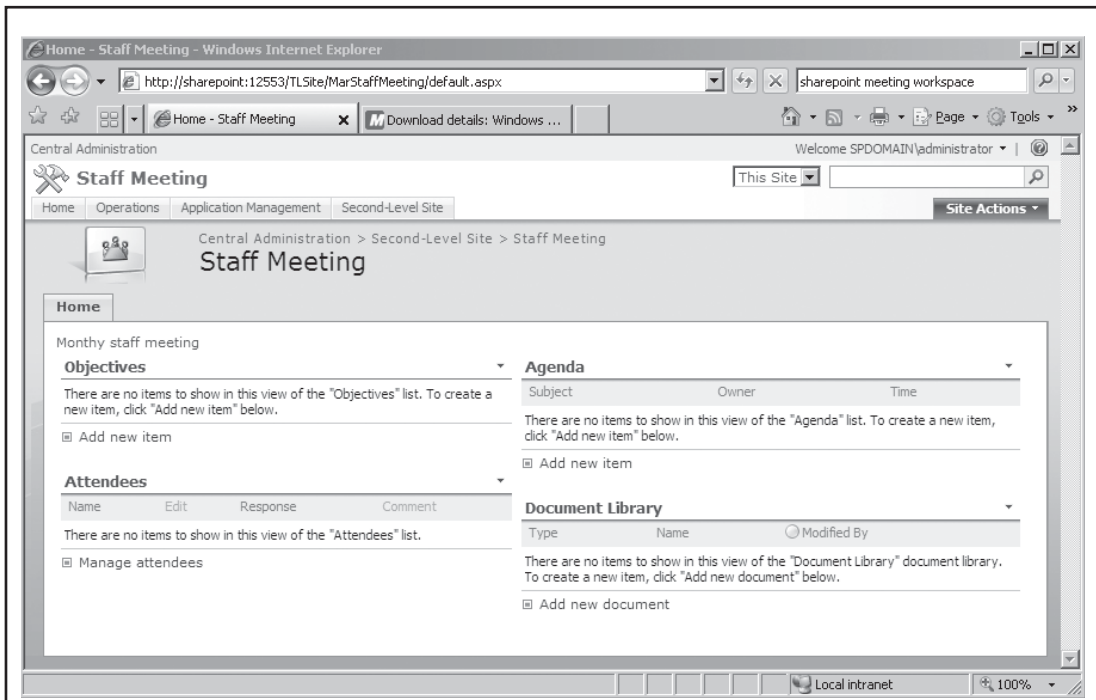 Home - Staff Meeting - Windows Internet Explorer
http://sharepoint:12553/TLSite/MarStaffMeeting/default.aspx
sharepoint meeting workspace
Home - Staff Meeting
Download details: Windows ...
Page
Tools
Central Administration
Welcome SPDOMAIN\administrator
Staff Meeting
This Site
Home
Operations
Application Management
Second-Level Site
Site Actions
Central Administration > Second-Level Site > Staff Meeting
Staff Meeting
Home
Monthy staff meeting
Objectives
There are no items to show in this view of the "Objectives" list. To create a
new item, click "Add new item" below.
Add new item
Attendees
Name Edit Response Comment
There are no items to show in this view of the "Attendees" list.
Manage attendees
Agenda
Subject Owner Time
There are no items to show in this view of the "Agenda" list. To create a new item,
click "Add new item" below.
Add new item
Document Library
Type Name Modified By
There are no items to show in this view of the "Document Library" document library.
To create a new item, click "Add new document" below.
Add new document
Local intranet
100%